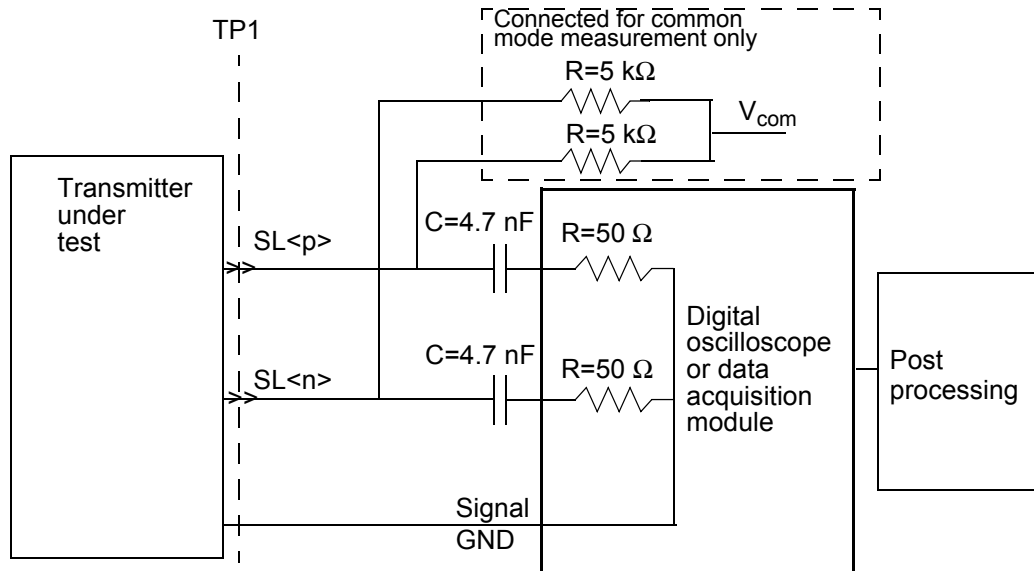 TP1
Connected for common
mode measurement only
R=5 kΩ
V_com
R=5 kΩ
Transmitter
under
test
SL<p>
C=4.7 nF
R=50 Ω
Digital
oscilloscope
or data
acquisition
module
SL<n>
C=4.7 nF
R=50 Ω
Post
processing
Signal
GND